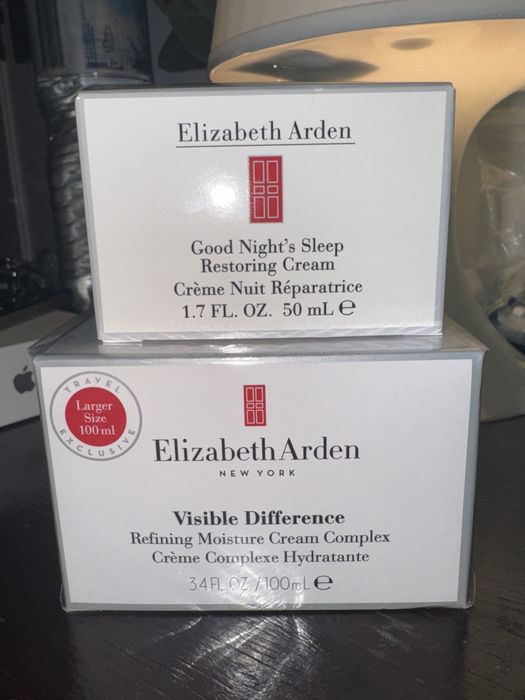 Elizabeth Arden
Good Night's Sleep
Restoring Cream
Crème Nuit Réparatrice
1.7 FL. OZ. 50 mL ℮
TRAVEL
Larger
Size
100 ml
EXCLUSIVE
Elizabeth Arden
NEW YORK
Visible Difference
Refining Moisture Cream Complex
Crème Complexe Hydratante
3.4 FL. OZ. / 100 mL ℮